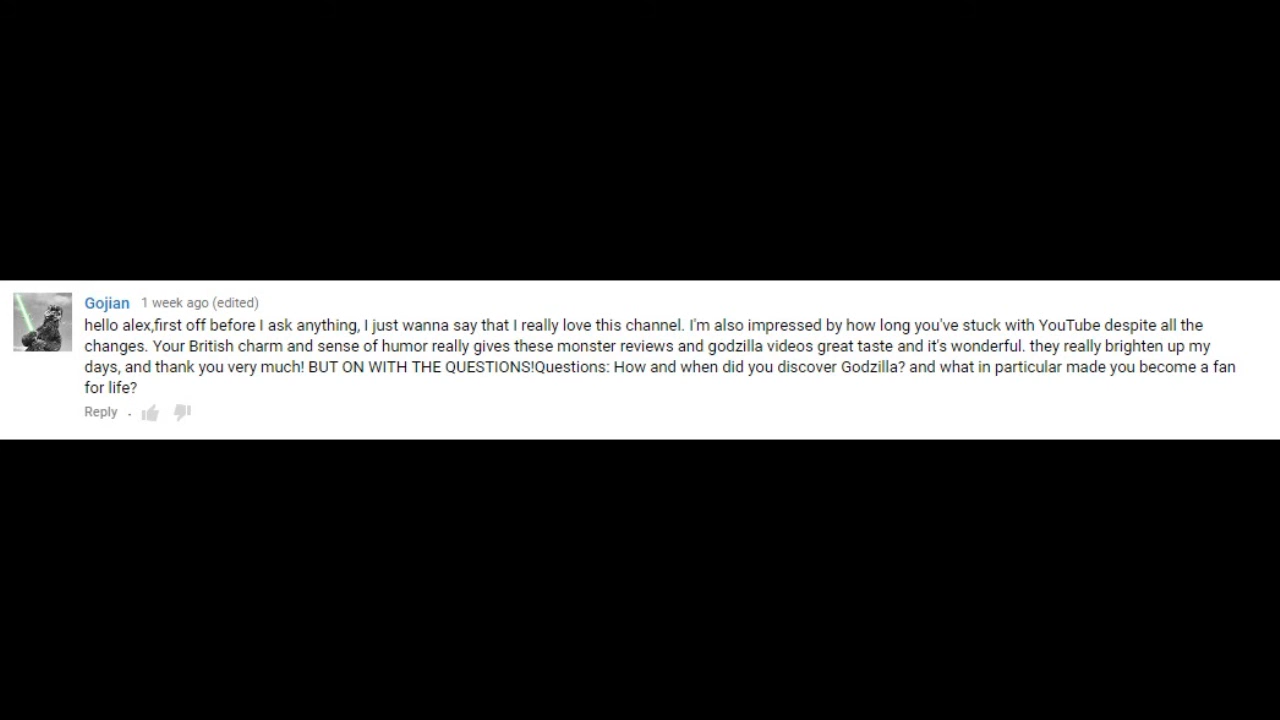 Gojian 1 week ago (edited)
hello alex,first off before I ask anything, I just wanna say that I really love this channel. I'm also impressed by how long you've stuck with YouTube despite all the
changes. Your British charm and sense of humor really gives these monster reviews and godzilla videos great taste and it's wonderful. they really brighten up my
days, and thank you very much! BUT ON WITH THE QUESTIONS!Questions: How and when did you discover Godzilla? and what in particular made you become a fan
for life?
Reply .